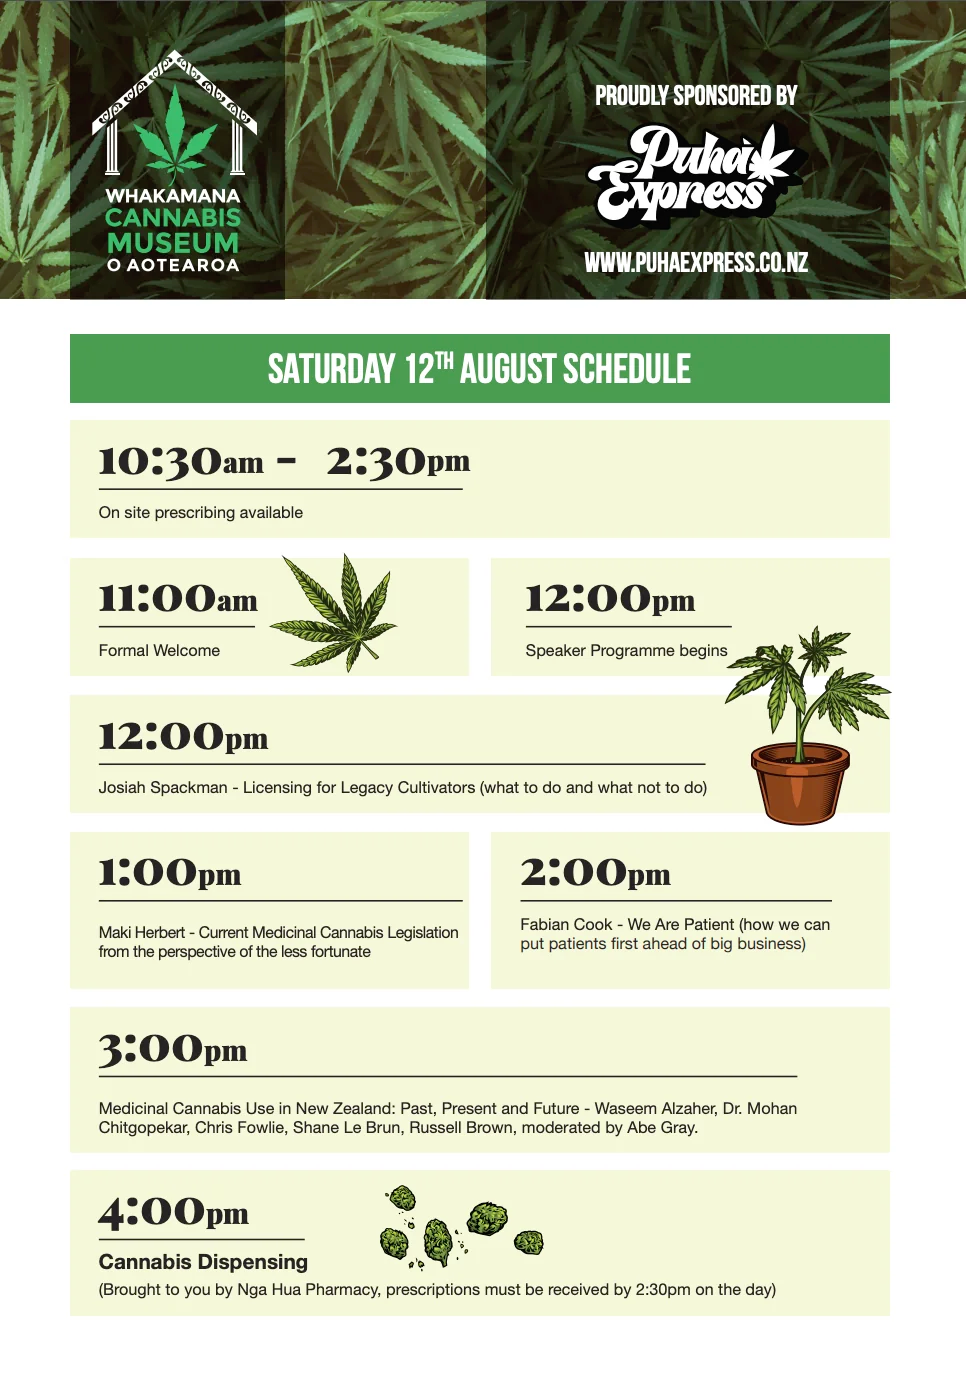 WHAKAMANA
CANNABIS
MUSEUM
O AOTEAROA
PROUDLY SPONSORED BY
Puha
Express
WWW.PUHAEXPRESS.CO.NZ
SATURDAY 12TH AUGUST SCHEDULE
10:30am - 2:30pm
On site prescribing available
11:00am
Formal Welcome
12:00pm
Speaker Programme begins
12:00pm
Josiah Spackman - Licensing for Legacy Cultivators (what to do and what not to do)
1:00pm
Maki Herbert - Current Medicinal Cannabis Legislation
from the perspective of the less fortunate
2:00pm
Fabian Cook - We Are Patient (how we can
put patients first ahead of big business)
3:00pm
Medicinal Cannabis Use in New Zealand: Past, Present and Future - Waseem Alzaher, Dr. Mohan
Chitgopekar, Chris Fowlie, Shane Le Brun, Russell Brown, moderated by Abe Gray.
4:00pm
Cannabis Dispensing
(Brought to you by Nga Hua Pharmacy, prescriptions must be received by 2:30pm on the day)